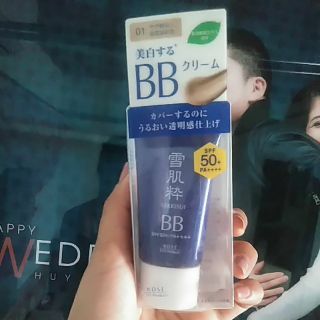 01
美白する*
BB
クリーム
カバーするのに
うるおい透明感仕上げ
SPF
50+
PA++++
雪肌粋
BB
KOSÉ
HAPPY
WEDD
HUY